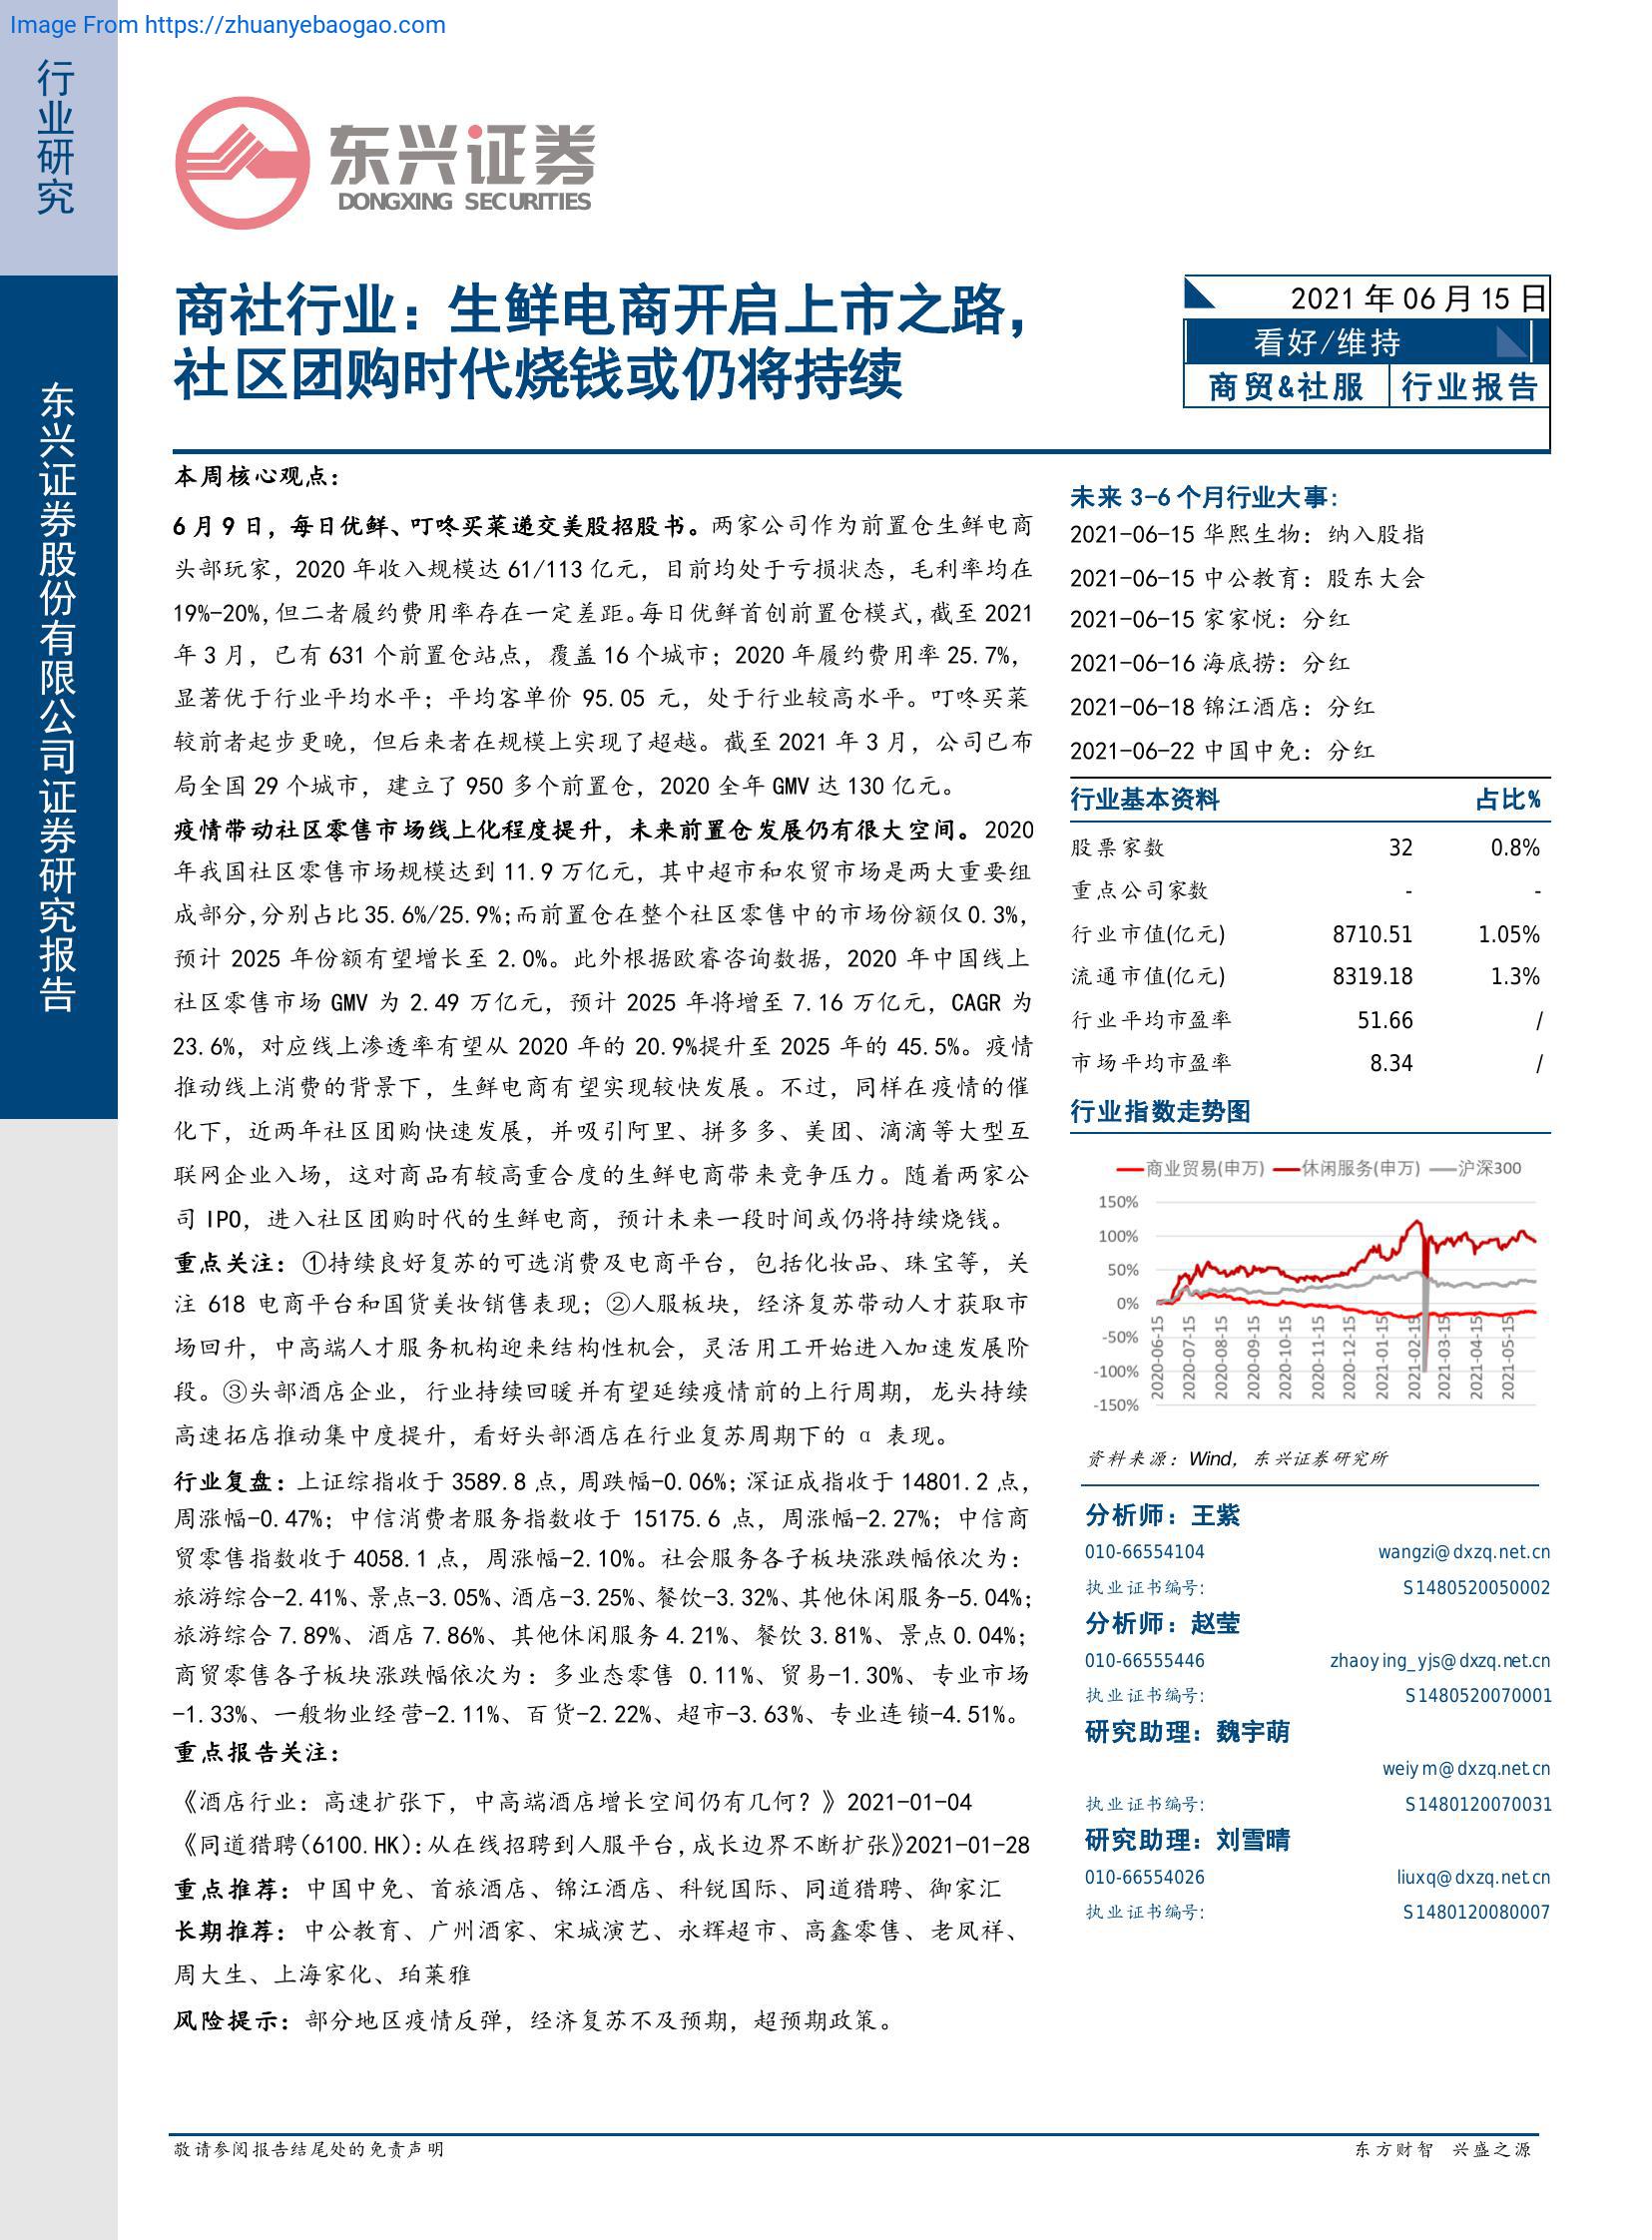 Image From https://zhuanyebaogao.com
行业研究
东兴证券股份有限公司证券研究报告
东兴证券
DONGXING SECURITIES
商社行业：生鲜电商开启上市之路，
社区团购时代烧钱或仍将持续
2021 年 06 月 15 日
看好/维持
商贸&社服 行业报告
本周核心观点：
6 月 9 日，每日优鲜、叮咚买菜递交美股招股书。两家公司作为前置仓生鲜电商
头部玩家，2020 年收入规模达 61/113 亿元，目前均处于亏损状态，毛利率均在
19%-20%，但二者履约费用率存在一定差距。每日优鲜首创前置仓模式，截至 2021
年 3 月，已有 631 个前置仓站点，覆盖 16 个城市；2020 年履约费用率 25.7%，
显著优于行业平均水平；平均客单价 95.05 元，处于行业较高水平。叮咚买菜
较前者起步更晚，但后来者在规模上实现了超越。截至 2021 年 3 月，公司已布
局全国 29 个城市，建立了 950 多个前置仓，2020 全年 GMV 达 130 亿元。
疫情带动社区零售市场线上化程度提升，未来前置仓发展仍有很大空间。2020
年我国社区零售市场规模达到 11.9 万亿元，其中超市和农贸市场是两大重要组
成部分，分别占比 35.6%/25.9%；而前置仓在整个社区零售中的市场份额仅 0.3%，
预计 2025 年份额有望增长至 2.0%。此外根据欧睿咨询数据，2020 年中国线上
社区零售市场 GMV 为 2.49 万亿元，预计 2025 年将增至 7.16 万亿元，CAGR 为
23.6%，对应线上渗透率有望从 2020 年的 20.9%提升至 2025 年的 45.5%。疫情
推动线上消费的背景下，生鲜电商有望实现较快发展。不过，同样在疫情的催
化下，近两年社区团购快速发展，并吸引阿里、拼多多、美团、滴滴等大型互
联网企业入场，这对商品有较高重合度的生鲜电商带来竞争压力。随着两家公
司 IPO，进入社区团购时代的生鲜电商，预计未来一段时间或仍将持续烧钱。
重点关注：①持续良好复苏的可选消费及电商平台，包括化妆品、珠宝等，关
注 618 电商平台和国货美妆销售表现；②人服板块，经济复苏带动人才获取市
场回升，中高端人才服务机构迎来结构性机会，灵活用工开始进入加速发展阶
段。③头部酒店企业，行业持续回暖并有望延续疫情前的上行周期，龙头持续
高速拓店推动集中度提升，看好头部酒店在行业复苏周期下的 α 表现。
行业复盘：上证综指收于 3589.8 点，周跌幅-0.06%；深证成指收于 14801.2 点，
周涨幅-0.47%；中信消费者服务指数收于 15175.6 点，周涨幅-2.27%；中信商
贸零售指数收于 4058.1 点，周涨幅-2.10%。社会服务各子板块涨跌幅依次为：
旅游综合-2.41%、景点-3.05%、酒店-3.25%、餐饮-3.32%、其他休闲服务-5.04%；
旅游综合 7.89%、酒店 7.86%、其他休闲服务 4.21%、餐饮 3.81%、景点 0.04%；
商贸零售各子板块涨跌幅依次为：多业态零售 0.11%、贸易-1.30%、专业市场
-1.33%、一般物业经营-2.11%、百货-2.22%、超市-3.63%、专业连锁-4.51%。
重点报告关注：
《酒店行业：高速扩张下，中高端酒店增长空间仍有几何？》2021-01-04
《同道猎聘（6100.HK）：从在线招聘到人服平台，成长边界不断扩张》2021-01-28
重点推荐：中国中免、首旅酒店、锦江酒店、科锐国际、同道猎聘、御家汇
长期推荐：中公教育、广州酒家、宋城演艺、永辉超市、高鑫零售、老凤祥、
周大生、上海家化、珀莱雅
风险提示：部分地区疫情反弹，经济复苏不及预期，超预期政策。
未来 3-6 个月行业大事：
2021-06-15 华熙生物：纳入股指
2021-06-15 中公教育：股东大会
2021-06-15 家家悦：分红
2021-06-16 海底捞：分红
2021-06-18 锦江酒店：分红
2021-06-22 中国中免：分红
行业基本资料 占比%
股票家数 32 0.8%
重点公司家数 - -
行业市值(亿元) 8710.51 1.05%
流通市值(亿元) 8319.18 1.3%
行业平均市盈率 51.66 /
市场平均市盈率 8.34 /
行业指数走势图
商业贸易(申万) 休闲服务(申万) 沪深300
150%
100%
50%
0%
-50%
-100%
-150%
2020-06-15 2020-07-15 2020-08-15 2020-09-15 2020-10-15 2020-11-15 2020-12-15 2021-01-15 2021-02-15 2021-03-15 2021-04-15 2021-05-15
资料来源：Wind，东兴证券研究所
分析师：王紫
010-66554104 wangzi@dxzq.net.cn
执业证书编号: S1480520050002
分析师：赵莹
010-66555446 zhaoying_yjs@dxzq.net.cn
执业证书编号: S1480520070001
研究助理：魏宇萌
weiym@dxzq.net.cn
执业证书编号: S1480120070031
研究助理：刘雪晴
010-66554026 liuxq@dxzq.net.cn
执业证书编号: S1480120080007
敬请参阅报告结尾处的免责声明
东方财智 兴盛之源